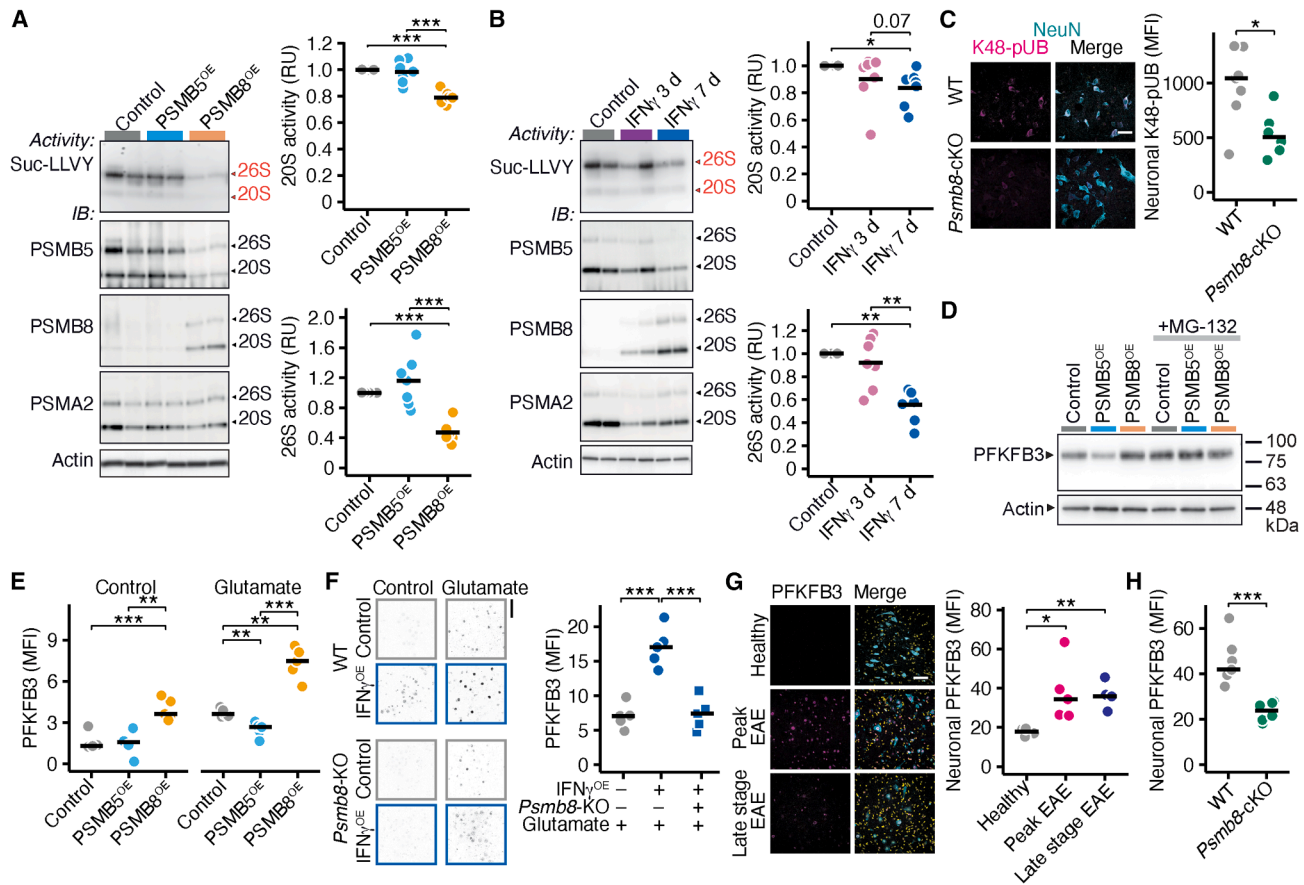 A
Control
PSMB5OE
PSMB8OE
Activity:
Suc-LLVY
26S
20S
IB:
PSMB5
26S
20S
PSMB8
26S
20S
PSMA2
26S
20S
Actin
20S activity (RU)
1.2
1.0
0.8
0.6
0.4
0.2
0
***
***
Control
PSMB5OE
PSMB8OE
26S activity (RU)
2.0
1.6
1.2
0.8
0.4
0
***
***
Control
PSMB5OE
PSMB8OE
B
Control
IFNγ 3 d
IFNγ 7 d
Activity:
Suc-LLVY
26S
20S
IB:
PSMB5
26S
20S
PSMB8
26S
20S
PSMA2
26S
20S
Actin
20S activity (RU)
1.0
0.8
0.6
0.4
0.2
0
0.07
*
Control
IFNγ 3 d
IFNγ 7 d
26S activity (RU)
1.2
1.0
0.8
0.6
0.4
0.2
0
**
**
Control
IFNγ 3 d
IFNγ 7 d
C
NeuN
K48-pUB
Merge
WT
Psmb8-cKO
Neuronal K48-pUB (MFI)
1000
500
0
*
WT
Psmb8-cKO
D
+MG-132
Control
PSMB5OE
PSMB8OE
Control
PSMB5OE
PSMB8OE
PFKFB3
Actin
100
75
63
48
kDa
E
Control
Glutamate
PFKFB3 (MFI)
9
6
3
0
**
***
***
**
**
Control
PSMB5OE
PSMB8OE
Control
PSMB5OE
PSMB8OE
F
Control
Glutamate
WT
Control
IFNγOE
Psmb8-KO
Control
IFNγOE
PFKFB3 (MFI)
20
15
10
5
0
***
***
IFNγOE
– + +
Psmb8-KO
– – +
Glutamate
+ + +
G
PFKFB3
Merge
Healthy
Peak EAE
Late stage EAE
Neuronal PFKFB3 (MFI)
80
60
40
20
0
**
*
Healthy
Peak EAE
Late stage EAE
H
Neuronal PFKFB3 (MFI)
60
40
20
0
***
WT
Psmb8-cKO